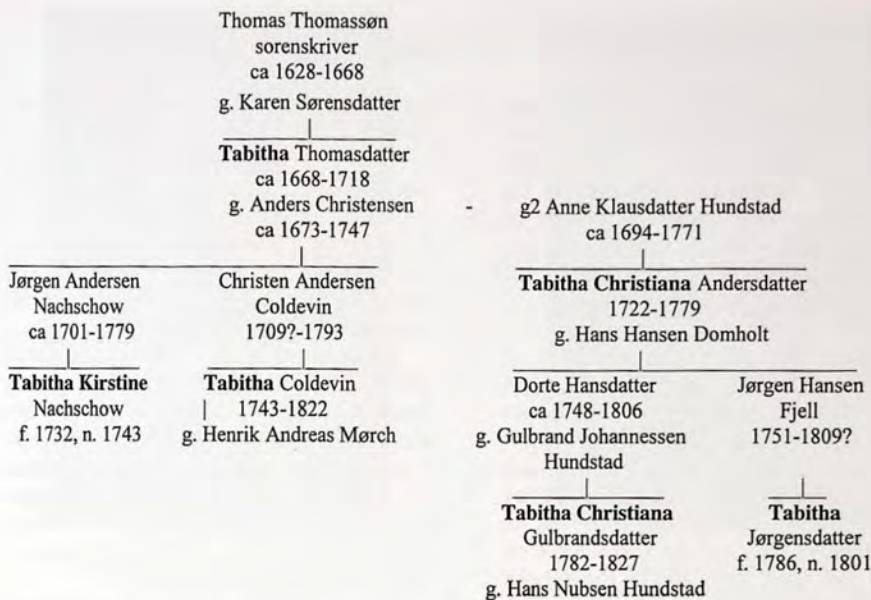 Thomas Thomassøn
sorenskriver
ca 1628-1668
g. Karen Sørensdatter
Tabitha Thomasdatter
ca 1668-1718
g. Anders Christensen - g2 Anne Klausdatter Hundstad
ca 1673-1747 ca 1694-1771
Jørgen Andersen Christen Andersen Tabitha Christiana Andersdatter
Nachschow Coldevin 1722-1779
ca 1701-1779 1709?-1793 g. Hans Hansen Domholt
Tabitha Kirstine Tabitha Coldevin Dorte Hansdatter Jørgen Hansen
Nachschow 1743-1822 ca 1748-1806 Fjell
f. 1732, n. 1743 g. Henrik Andreas Mørch g. Gulbrand Johannessen 1751-1809?
Hundstad
Tabitha Christiana Tabitha
Gulbrandsdatter Jørgensdatter
1782-1827 f. 1786, n. 1801
g. Hans Nubsen Hundstad